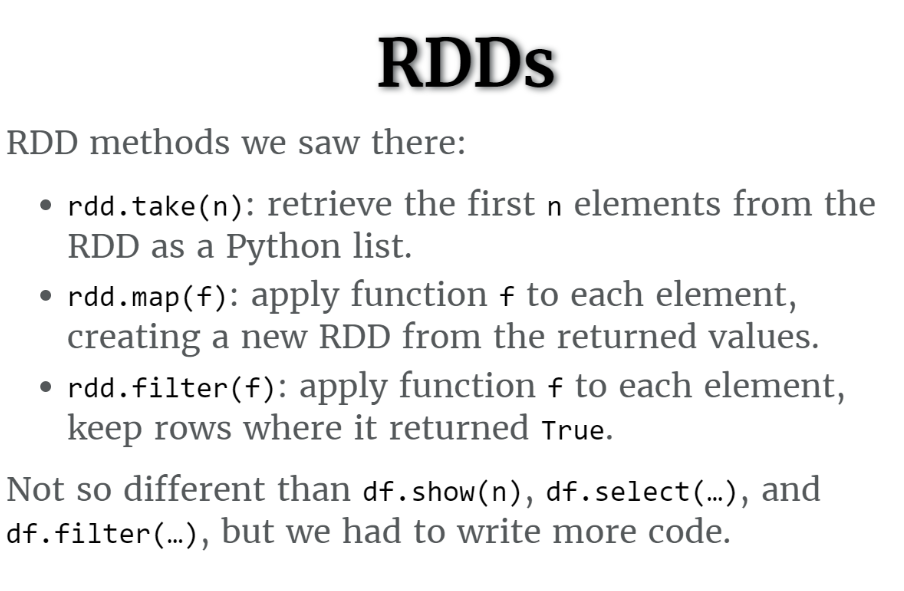 RDDs
RDD methods we saw there:
• rdd.take(n): retrieve the first n elements from the
RDD as a Python list.
• rdd.map(f): apply function f to each element,
creating a new RDD from the returned values.
• rdd.filter(f): apply function f to each element,
keep rows where it returned True.
Not so different than df.show(n), df.select(…), and
df.filter(…), but we had to write more code.